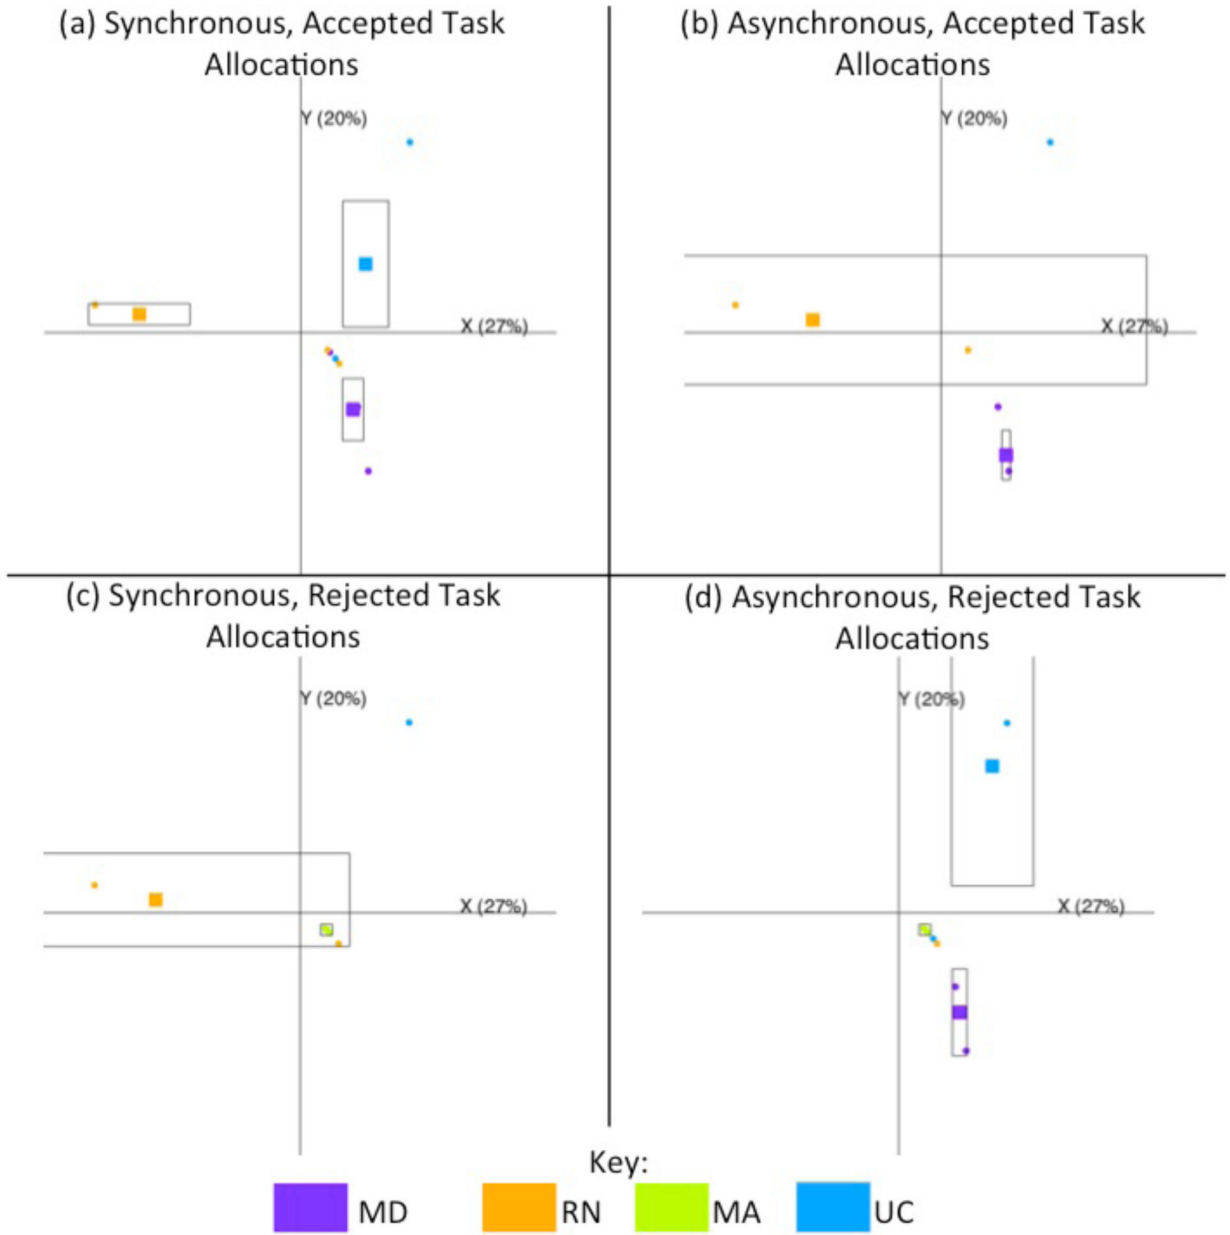 (a) Synchronous, Accepted Task
Allocations
Y (20%)
X (27%)
(b) Asynchronous, Accepted Task
Allocations
Y (20%)
X (27%)
(c) Synchronous, Rejected Task
Allocations
Y (20%)
X (27%)
(d) Asynchronous, Rejected Task
Allocations
Y (20%)
X (27%)
Key:
MD RN MA UC